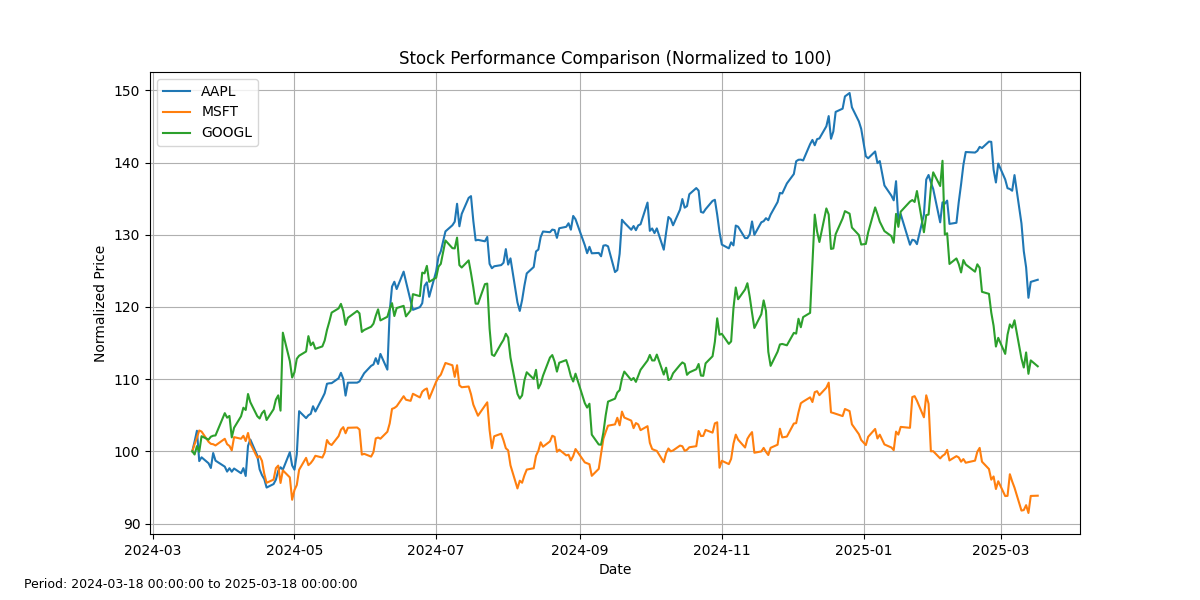 Stock Performance Comparison (Normalized to 100)
AAPL
MSFT
GOOGL
150
140
130
120
110
100
90
Normalized Price
2024-03
2024-05
2024-07
2024-09
2024-11
2025-01
2025-03
Date
Period: 2024-03-18 00:00:00 to 2025-03-18 00:00:00